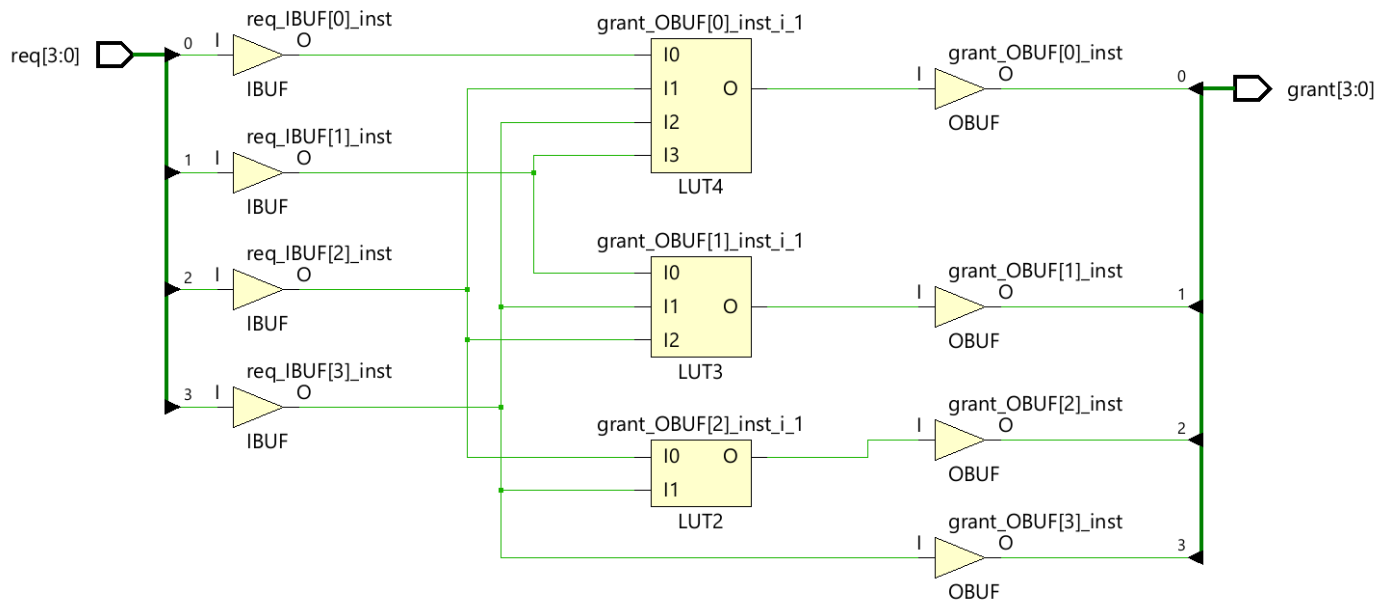 req[3:0]
0
I
req_IBUF[0]_inst
O
IBUF
1
I
req_IBUF[1]_inst
O
IBUF
2
I
req_IBUF[2]_inst
O
IBUF
3
I
req_IBUF[3]_inst
O
IBUF
grant_OBUF[0]_inst_i_1
I0
I1
O
I2
I3
LUT4
grant_OBUF[1]_inst_i_1
I0
I1
O
I2
LUT3
grant_OBUF[2]_inst_i_1
I0
O
I1
LUT2
grant_OBUF[0]_inst
I
O
OBUF
0
grant_OBUF[1]_inst
I
O
OBUF
1
grant_OBUF[2]_inst
I
O
OBUF
2
grant_OBUF[3]_inst
I
O
OBUF
3
grant[3:0]